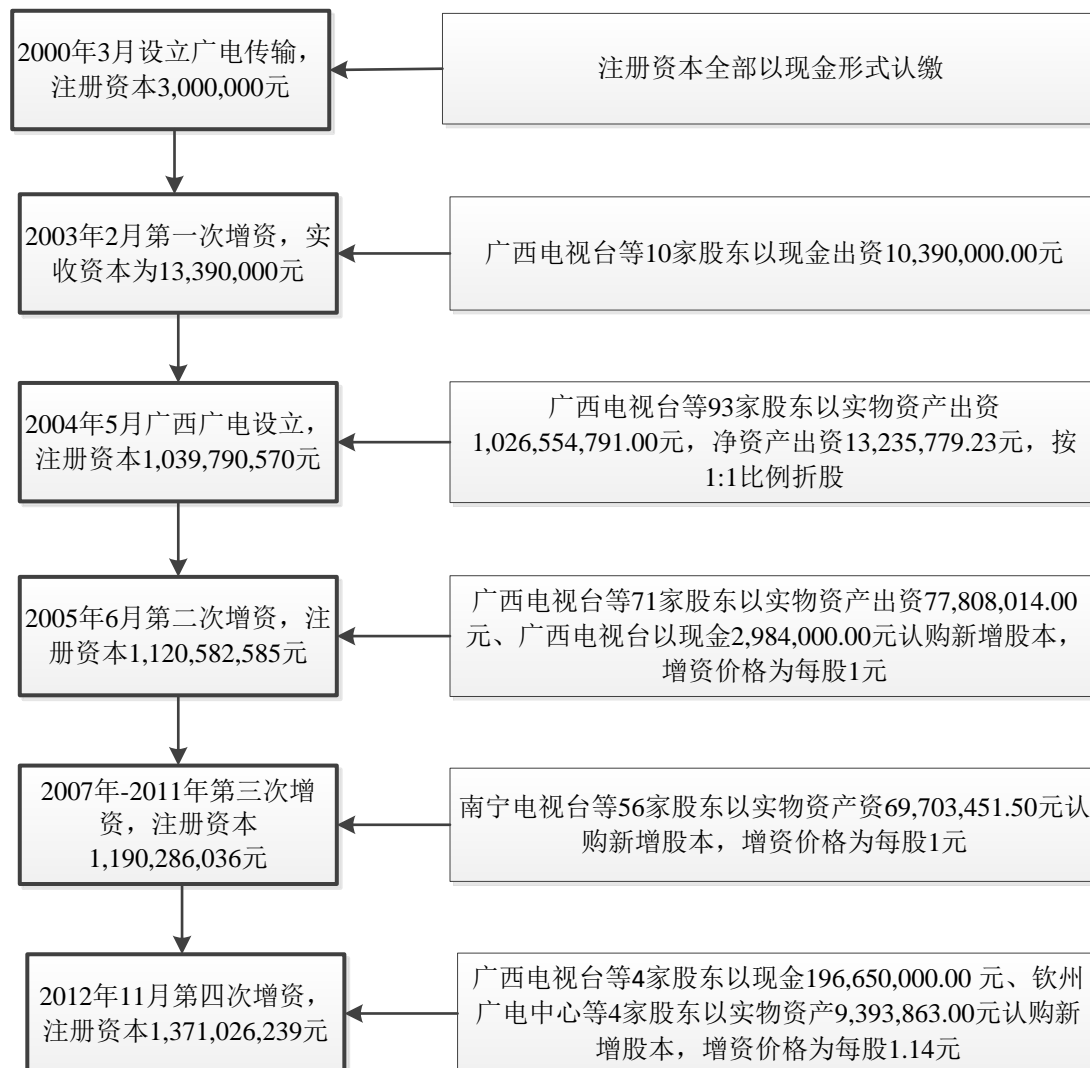 2000年3月设立广电传输，
注册资本3,000,000元
注册资本全部以现金形式认缴
2003年2月第一次增资，实
收资本为13,390,000元
广西电视台等10家股东以现金出资10,390,000.00元
2004年5月广西广电设立，
注册资本1,039,790,570元
广西电视台等93家股东以实物资产出资
1,026,554,791.00元，净资产出资13,235,779.23元，按
1:1比例折股
2005年6月第二次增资，注
册资本1,120,582,585元
广西电视台等71家股东以实物资产出资77,808,014.00
元、广西电视台以现金2,984,000.00元认购新增股本，
增资价格为每股1元
2007年-2011年第三次增
资，注册资本
1,190,286,036元
南宁电视台等56家股东以实物资产资69,703,451.50元认
购新增股本，增资价格为每股1元
2012年11月第四次增资，
注册资本1,371,026,239元
广西电视台等4家股东以现金196,650,000.00 元、钦州
广电中心等4家股东以实物资产9,393,863.00元认购新
增股本，增资价格为每股1.14元